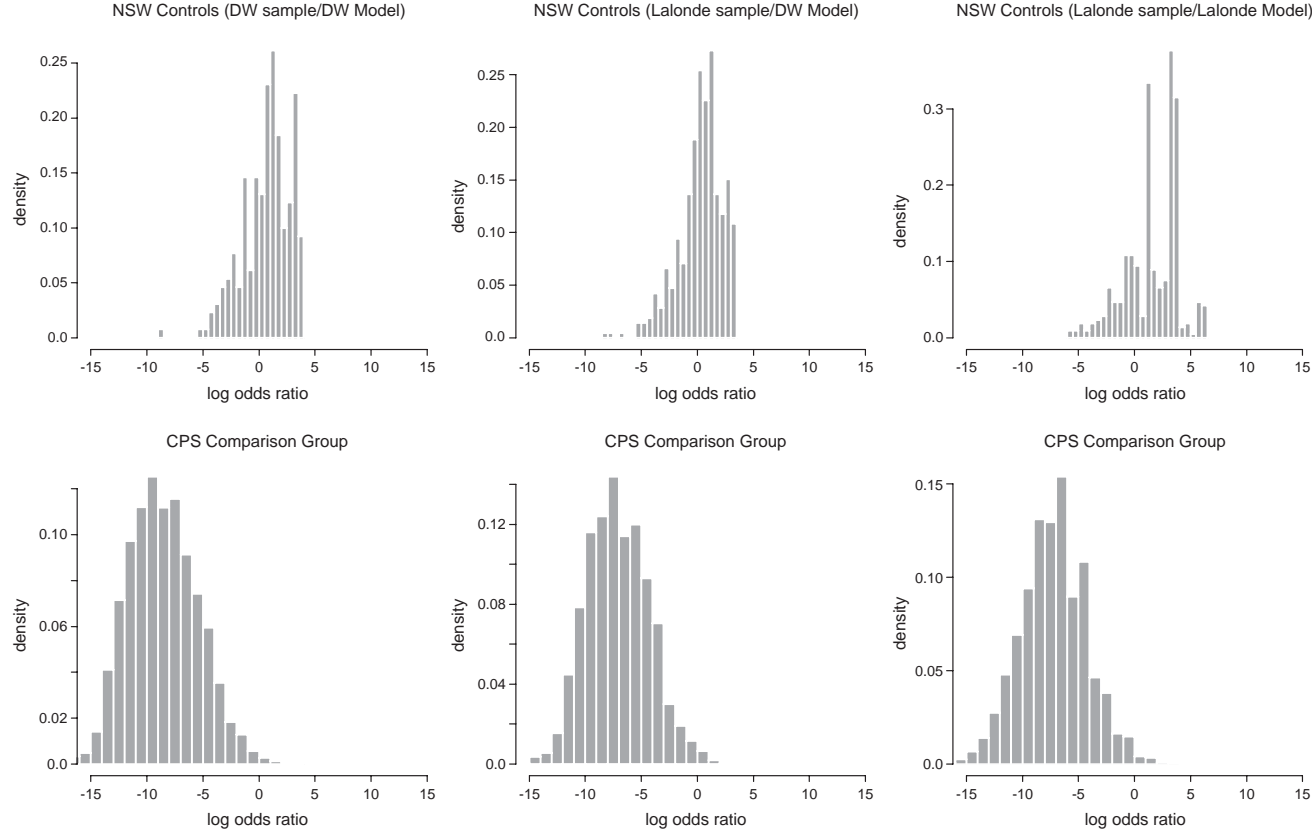 NSW Controls (DW sample/DW Model)
0.25
0.20
0.15
0.10
0.05
0.0
density
-15 -10 -5 0 5 10 15
log odds ratio
NSW Controls (Lalonde sample/DW Model)
0.25
0.20
0.15
0.10
0.05
0.0
density
-15 -10 -5 0 5 10 15
log odds ratio
NSW Controls (Lalonde sample/Lalonde Model)
0.3
0.2
0.1
0.0
density
-15 -10 -5 0 5 10 15
log odds ratio
CPS Comparison Group
0.10
0.06
0.02
0.0
density
-15 -10 -5 0 5 10 15
log odds ratio
CPS Comparison Group
0.12
0.08
0.04
0.0
density
-15 -10 -5 0 5 10 15
log odds ratio
CPS Comparison Group
0.15
0.10
0.05
0.0
density
-15 -10 -5 0 5 10 15
log odds ratio